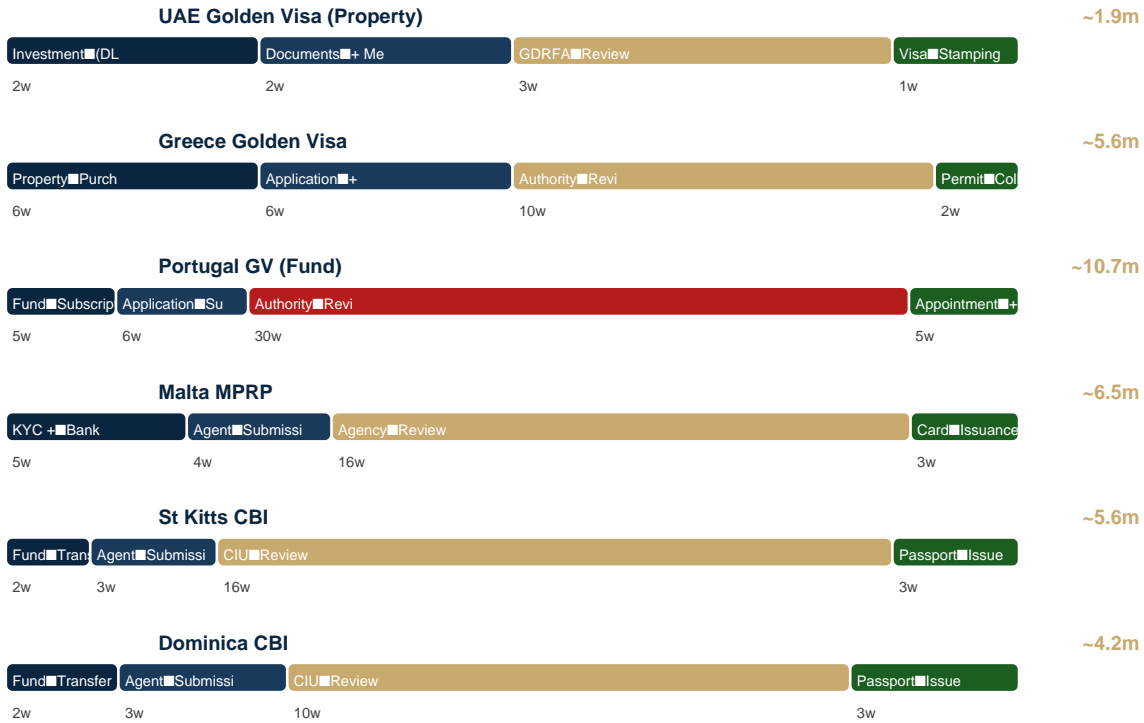 UAE Golden Visa (Property) ~1.9m
Investment■(DL Documents■+ Me GDRFA■Review Visa■Stamping
2w 2w 3w 1w
Greece Golden Visa ~5.6m
Property■Purch Application■+ Authority■Revi Permit■Coll
6w 6w 10w 2w
Portugal GV (Fund) ~10.7m
Fund■Subscrip Application■Su Authority■Revi Appointment■+
5w 6w 30w 5w
Malta MPRP ~6.5m
KYC +■Bank Agent■Submissi Agency■Review Card■Issuance
5w 4w 16w 3w
St Kitts CBI ~5.6m
Fund■Trans Agent■Submissi CIU■Review Passport■Issue
2w 3w 16w 3w
Dominica CBI ~4.2m
Fund■Transfer Agent■Submissi CIU■Review Passport■Issue
2w 3w 10w 3w